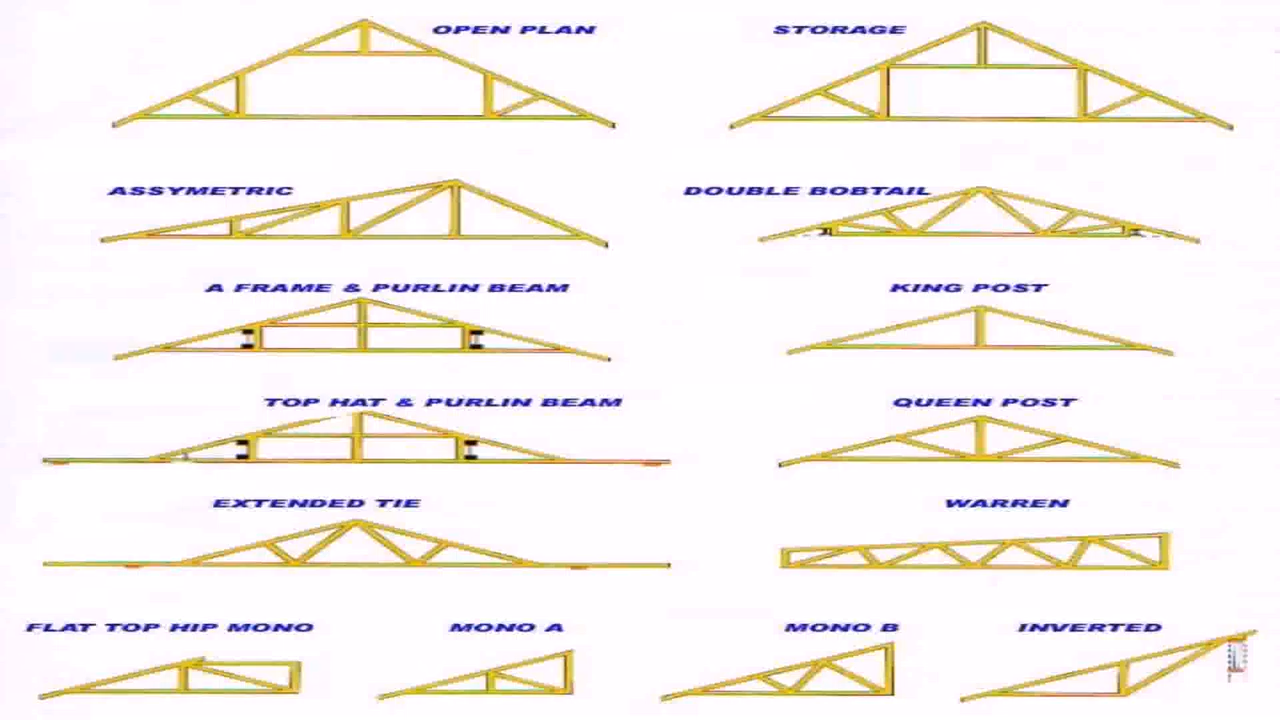 OPEN PLAN
STORAGE
ASSYMETRIC
DOUBLE BOBTAIL
A FRAME & PURLIN BEAM
KING POST
TOP HAT & PURLIN BEAM
QUEEN POST
EXTENDED TIE
WARREN
FLAT TOP HIP MONO
MONO A
MONO B
INVERTED